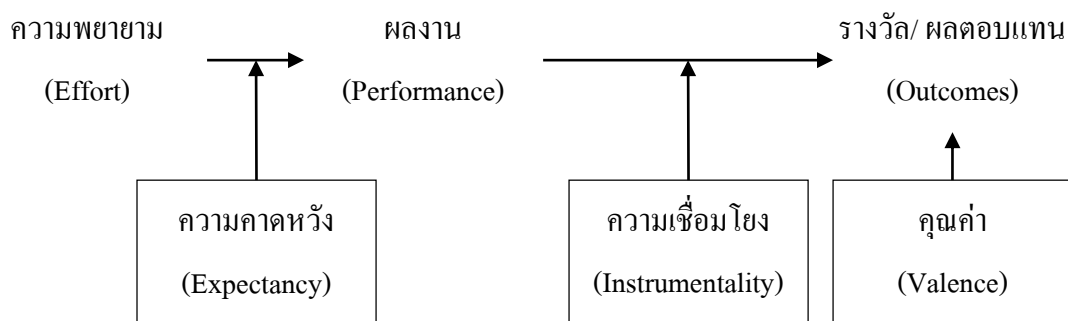 ความพยายาม
(Effort)
ผลงาน
(Performance)
รางวัล/ ผลตอบแทน
(Outcomes)
ความคาดหวัง
(Expectancy)
ความเชื่อมโยง
(Instrumentality)
คุณค่า
(Valence)